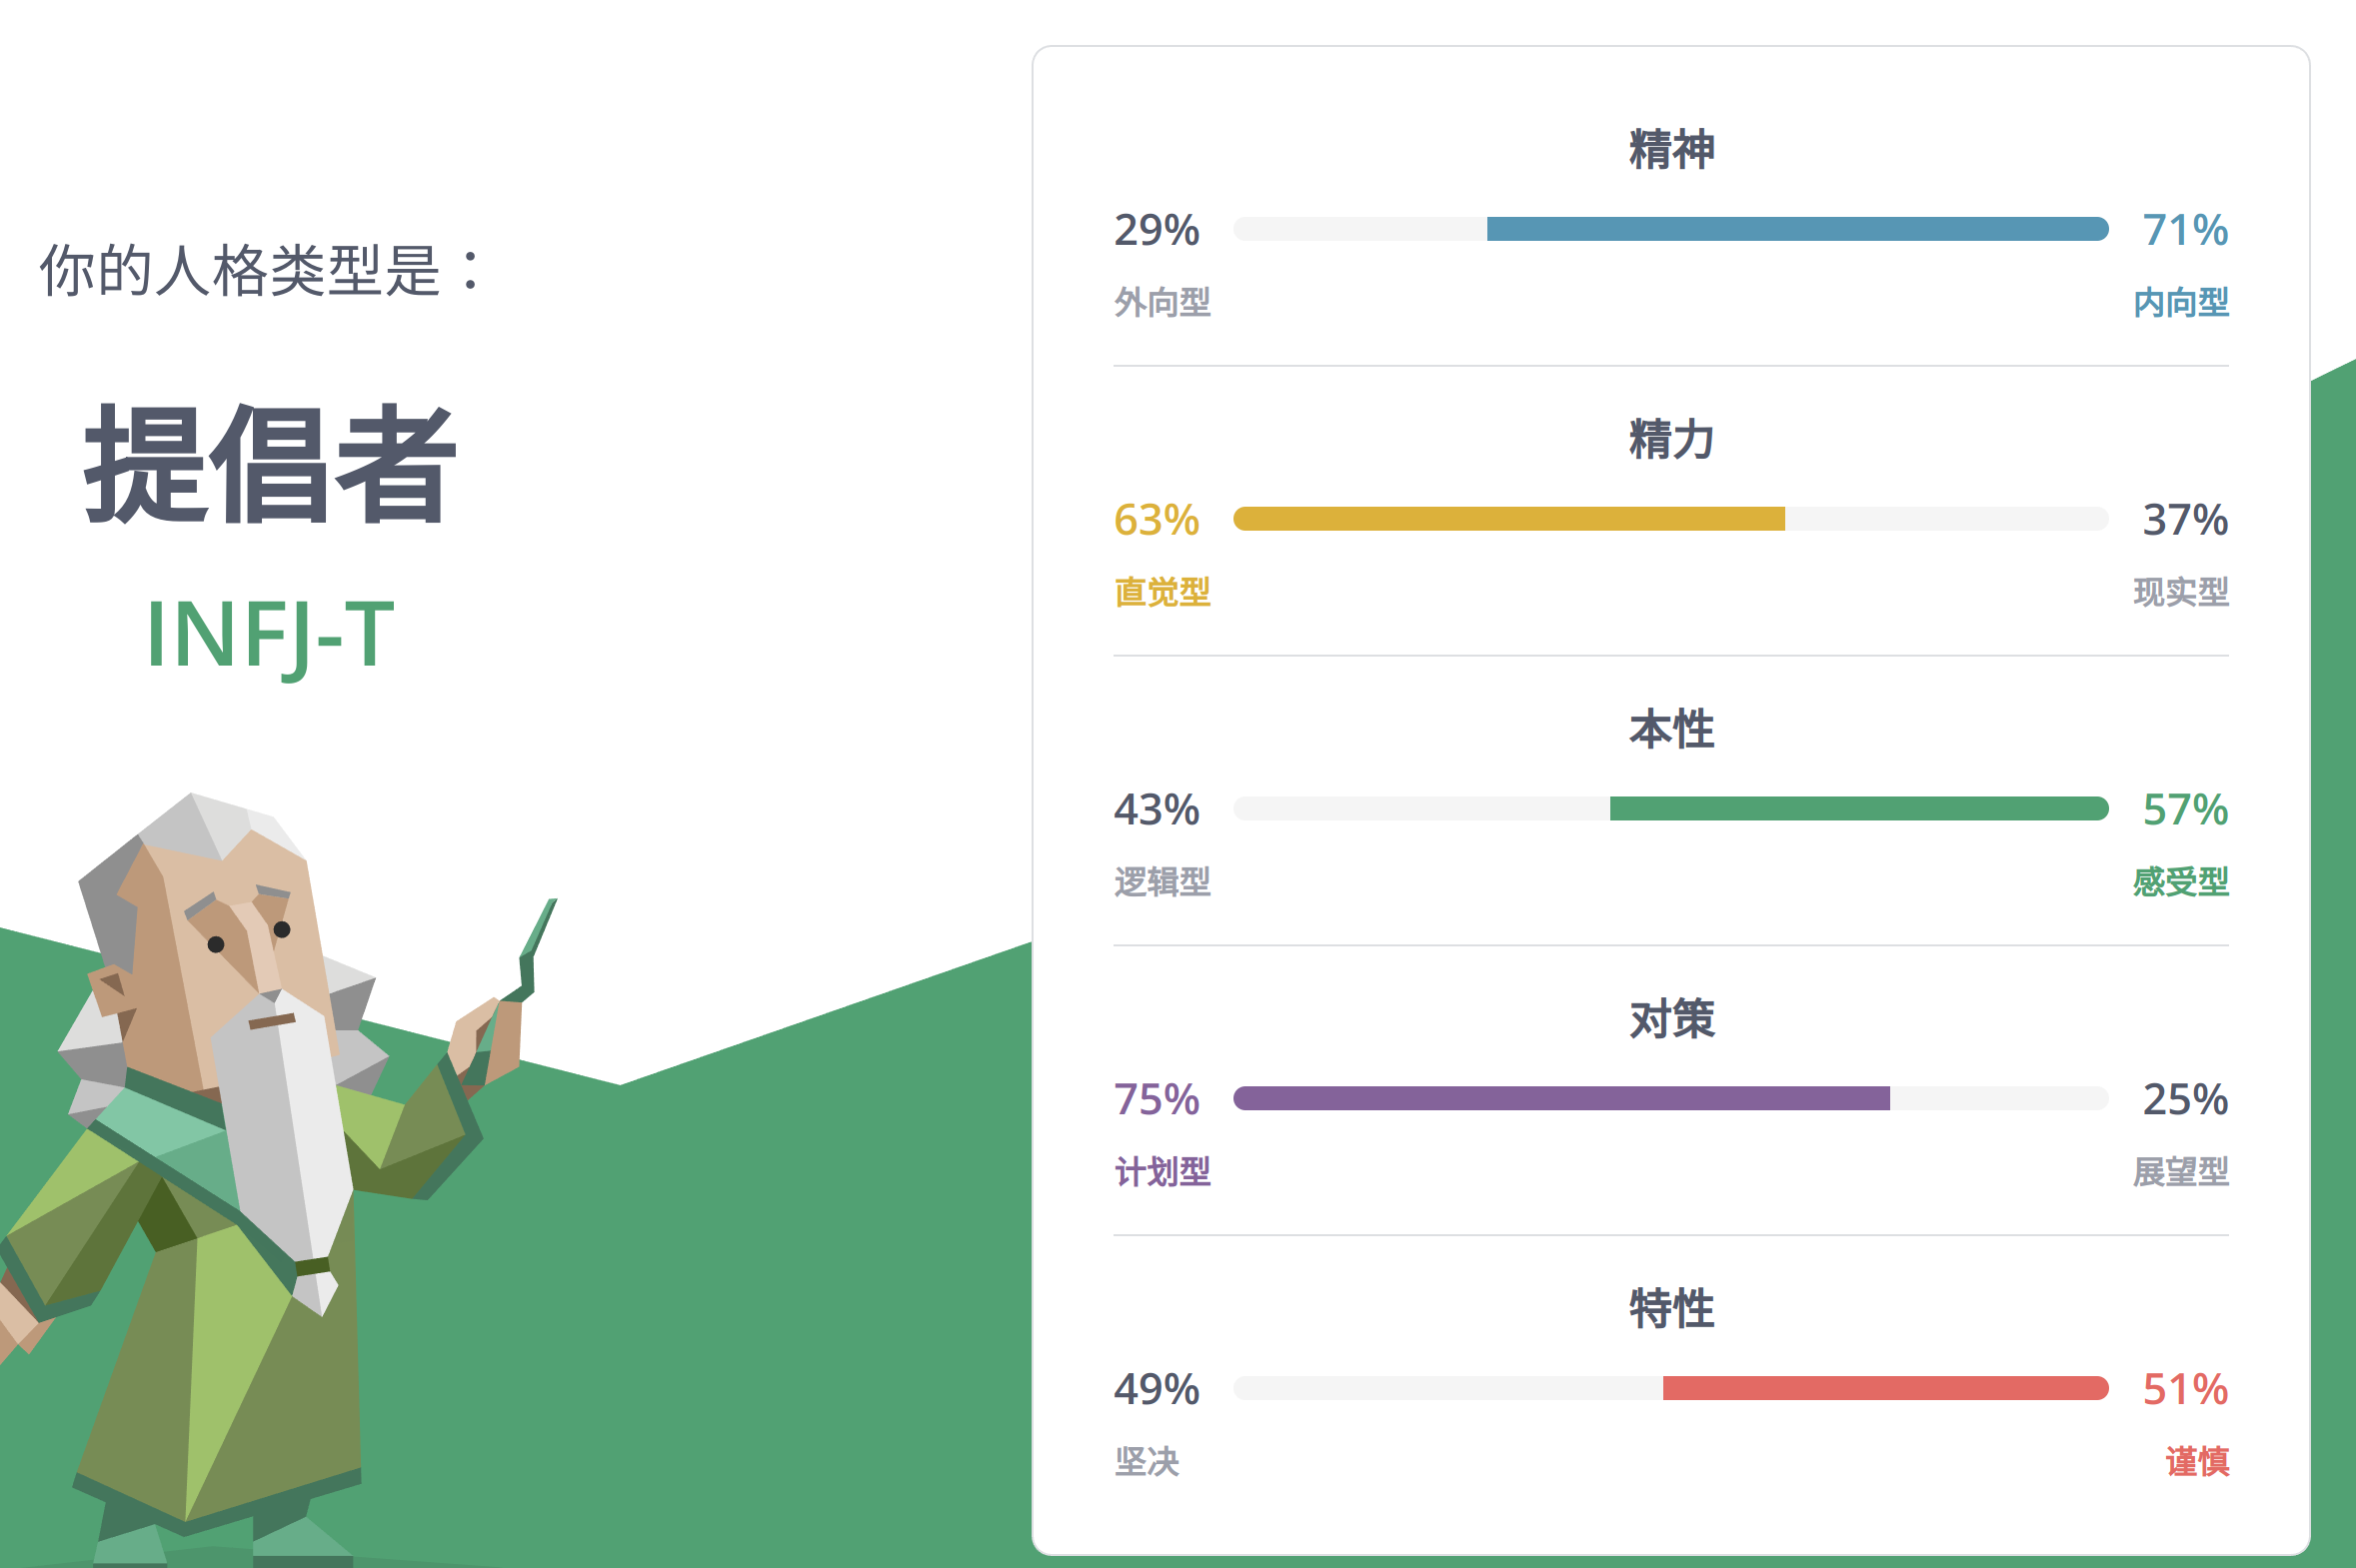 你的人格类型是：
提倡者
INFJ-T
精神
29% 71%
外向型 内向型
精力
63% 37%
直觉型 现实型
本性
43% 57%
逻辑型 感受型
对策
75% 25%
计划型 展望型
特性
49% 51%
坚决 谨慎